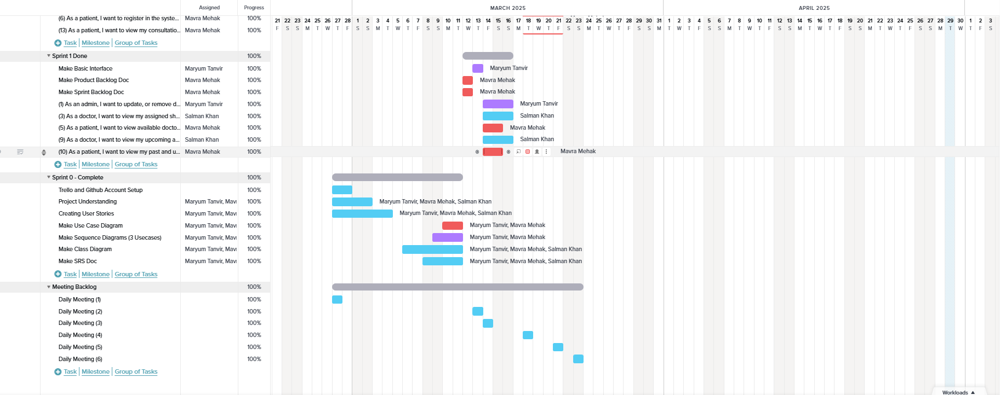 Assigned Progress MARCH 2025 APRIL 2025
21 22 23 24 25 26 27 28 1 2 3 4 5 6 7 8 9 10 11 12 13 14 15 16 17 18 19 20 21 22 23 24 25 26 27 28 29 30 31 1 2 3 4 5 6 7 8 9 10 11 12 13 14 15 16 17 18 19 20 21 22 23 24 25 26 27 28 29 30 1 2 3
F S S M T W T F S S M T W T F S S M T W T F S S M T W T F S S M T W T F S S M T W T F S S M T W T F S S M T W T F S S M T W T F S S M T W T F S
(6) As a patient, I want to register in the syste... Mavra Mehak 100%
(13) As a patient, I want to view my consultatio... Mavra Mehak 100%
Task | Milestone | Group of Tasks
Sprint 1 Done 100%
Make Basic Interface Maryum Tanvir 100% Maryum Tanvir
Make Product Backlog Doc Mavra Mehak 100% Mavra Mehak
Make Sprint Backlog Doc Mavra Mehak 100% Mavra Mehak
(1) As an admin, I want to update, or remove d... Maryum Tanvir 100% Maryum Tanvir
(3) As a doctor, I want to view my assigned sh... Salman Khan 100% Salman Khan
(5) As a patient, I want to view available docto... Mavra Mehak 100% Mavra Mehak
(9) As a doctor, I want to view my upcoming a... Salman Khan 100% Salman Khan
(10) As a patient, I want to view my past and u... Mavra Mehak 100% Mavra Mehak
Task | Milestone | Group of Tasks
Sprint 0 - Complete 100%
Trello and Github Account Setup 100%
Project Understanding Maryum Tanvir, Mavr 100% Maryum Tanvir, Mavra Mehak, Salman Khan
Creating User Stories Maryum Tanvir, Mavr 100% Maryum Tanvir, Mavra Mehak, Salman Khan
Make Use Case Diagram Maryum Tanvir, Mavr 100% Maryum Tanvir, Mavra Mehak
Make Sequence Diagrams (3 Usecases) Maryum Tanvir, Mavr 100% Maryum Tanvir, Mavra Mehak
Make Class Diagram Maryum Tanvir, Mavr 100% Maryum Tanvir, Mavra Mehak, Salman Khan
Make SRS Doc Maryum Tanvir, Mavr 100% Maryum Tanvir, Mavra Mehak, Salman Khan
Task | Milestone | Group of Tasks
Meeting Backlog 100%
Daily Meeting (1) 100%
Daily Meeting (2) 100%
Daily Meeting (3) 100%
Daily Meeting (4) 100%
Daily Meeting (5) 100%
Daily Meeting (6) 100%
Task | Milestone | Group of Tasks
Workloads